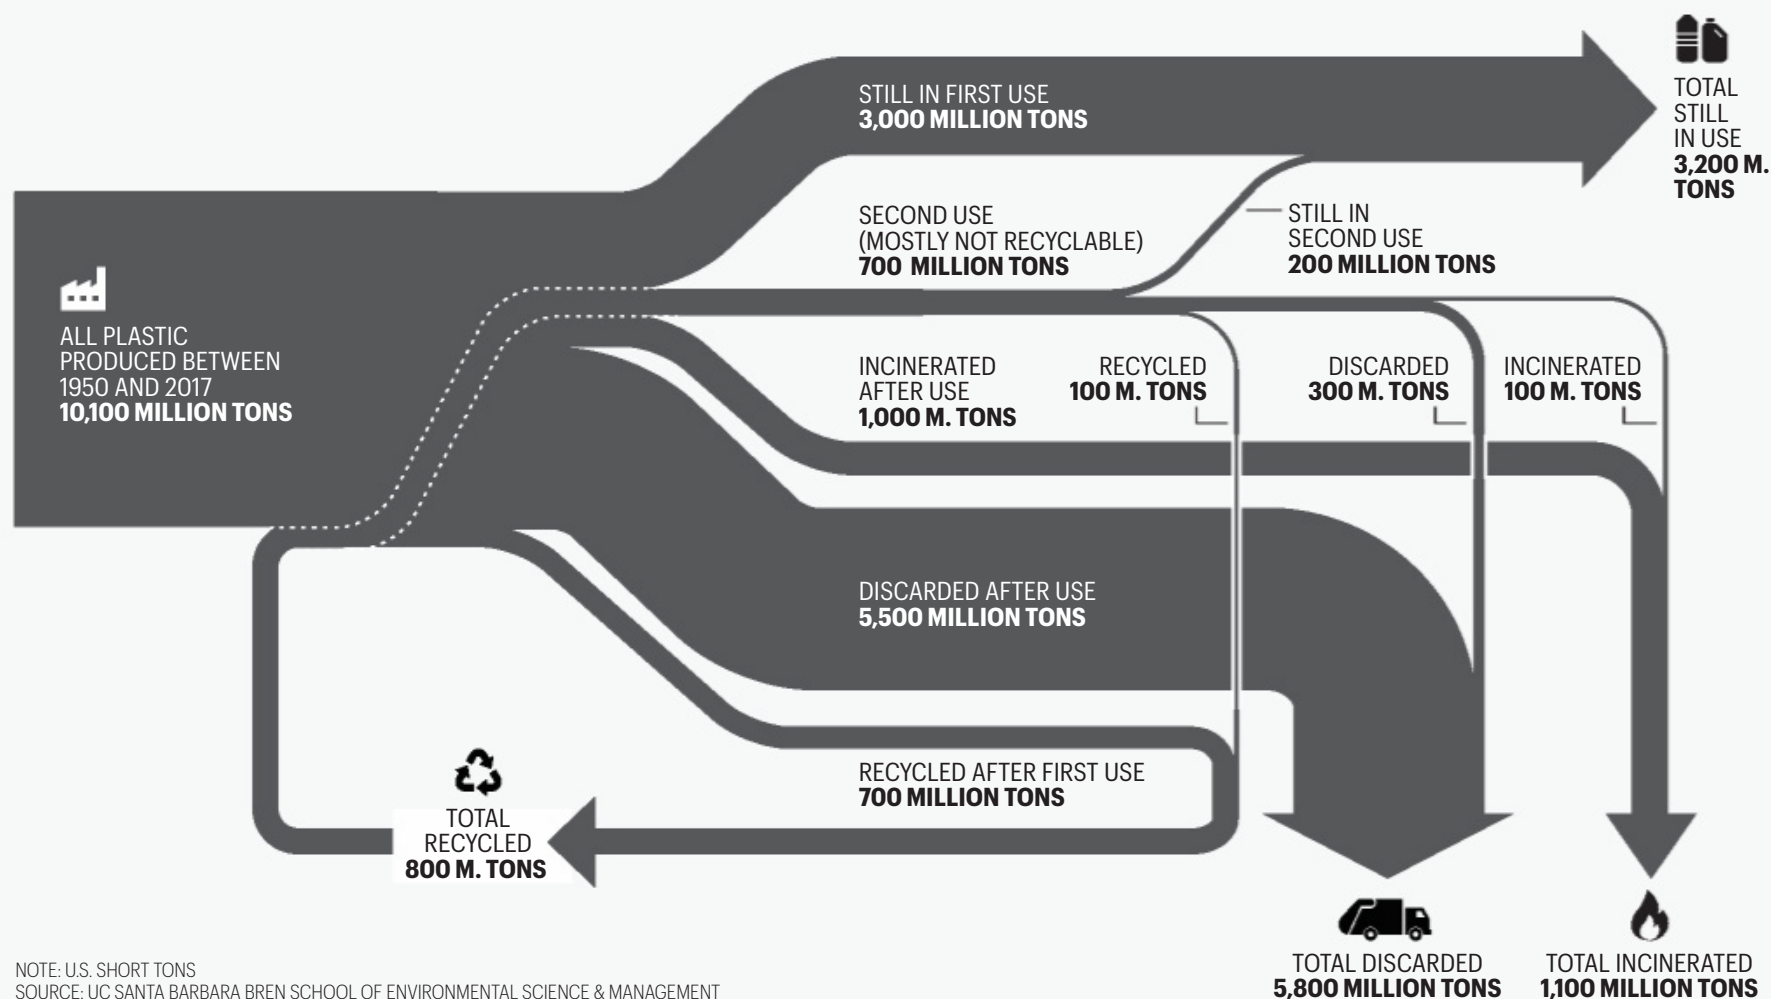 STILL IN FIRST USE
3,000 MILLION TONS
TOTAL
STILL
IN USE
3,200 M.
TONS
SECOND USE
(MOSTLY NOT RECYCLABLE)
700 MILLION TONS
STILL IN
SECOND USE
200 MILLION TONS
ALL PLASTIC
PRODUCED BETWEEN
1950 AND 2017
10,100 MILLION TONS
INCINERATED
AFTER USE
1,000 M. TONS
RECYCLED
100 M. TONS
DISCARDED
300 M. TONS
INCINERATED
100 M. TONS
DISCARDED AFTER USE
5,500 MILLION TONS
RECYCLED AFTER FIRST USE
700 MILLION TONS
TOTAL
RECYCLED
800 M. TONS
TOTAL DISCARDED
5,800 MILLION TONS
TOTAL INCINERATED
1,100 MILLION TONS
NOTE: U.S. SHORT TONS
SOURCE: UC SANTA BARBARA BREN SCHOOL OF ENVIRONMENTAL SCIENCE & MANAGEMENT